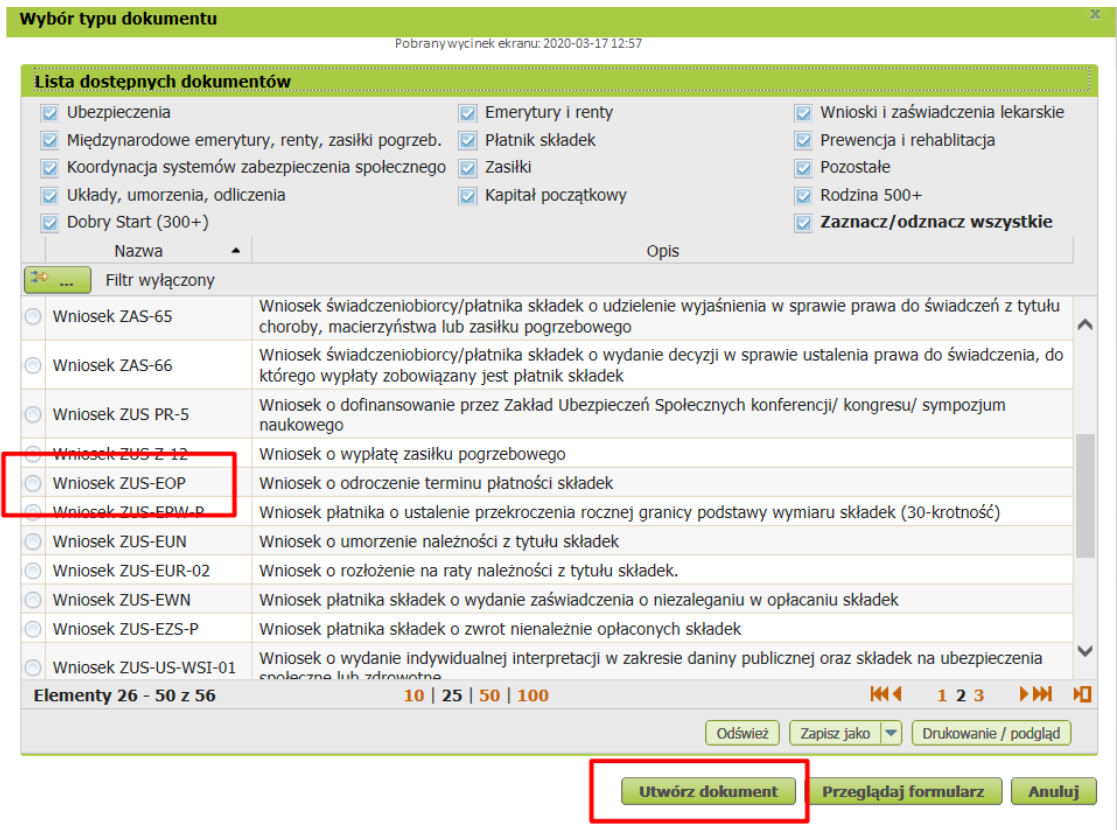 Wybór typu dokumentu
x
Pobrany wycinek ekranu: 2020-03-17 12:57
Lista dostępnych dokumentów
Ubezpieczenia
Emerytury i renty
Wnioski i zaświadczenia lekarskie
Międzynarodowe emerytury, renty, zasiłki pogrzeb.
Płatnik składek
Prewencja i rehablitacja
Koordynacja systemów zabezpieczenia społecznego
Zasiłki
Pozostałe
Układy, umorzenia, odliczenia
Kapitał początkowy
Rodzina 500+
Dobry Start (300+)
Zaznacz/odznacz wszystkie
Nazwa
Opis
...
Filtr wyłączony
Wniosek ZAS-65
Wniosek świadczeniobiorcy/płatnika składek o udzielenie wyjaśnienia w sprawie prawa do świadczeń z tytułu
choroby, macierzyństwa lub zasiłku pogrzebowego
Wniosek ZAS-66
Wniosek świadczeniobiorcy/płatnika składek o wydanie decyzji w sprawie ustalenia prawa do świadczenia, do
którego wypłaty zobowiązany jest płatnik składek
Wniosek ZUS PR-5
Wniosek o dofinansowanie przez Zakład Ubezpieczeń Społecznych konferencji/ kongresu/ sympozjum
naukowego
Wniosek ZUS Z-12
Wniosek o wypłatę zasiłku pogrzebowego
Wniosek ZUS-EOP
Wniosek o odroczenie terminu płatności składek
Wniosek ZUS-EPW-P
Wniosek płatnika o ustalenie przekroczenia rocznej granicy podstawy wymiaru składek (30-krotność)
Wniosek ZUS-EUN
Wniosek o umorzenie należności z tytułu składek
Wniosek ZUS-EUR-02
Wniosek o rozłożenie na raty należności z tytułu składek.
Wniosek ZUS-EWN
Wniosek płatnika składek o wydanie zaświadczenia o niezaleganiu w opłacaniu składek
Wniosek ZUS-EZS-P
Wniosek płatnika składek o zwrot nienależnie opłaconych składek
Wniosek ZUS-US-WSI-01
Wniosek o wydanie indywidualnej interpretacji w zakresie daniny publicznej oraz składek na ubezpieczenia
społeczne lub zdrowotne
Elementy 26 - 50 z 56
10 | 25 | 50 | 100
1 2 3
Odśwież
Zapisz jako
Drukowanie / podgląd
Utwórz dokument
Przeglądaj formularz
Anuluj